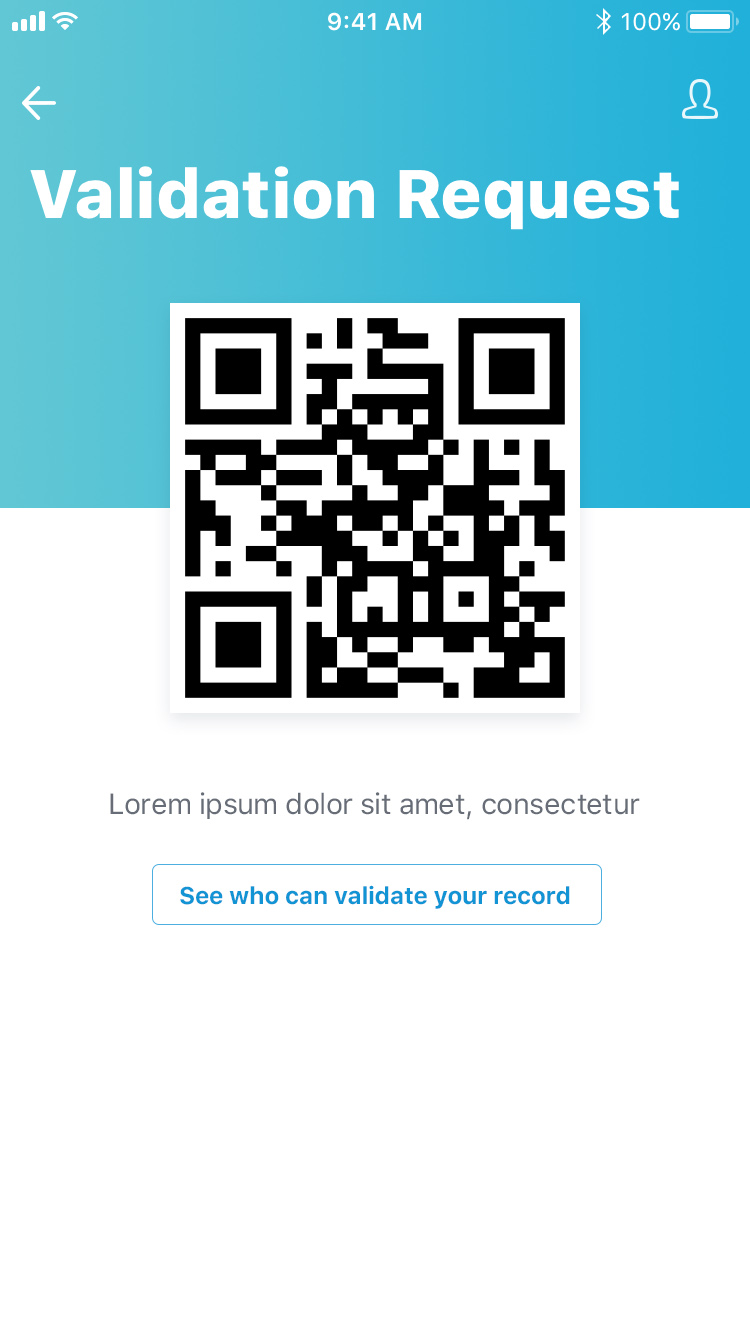 9:41 AM
100%
Validation Request
Lorem ipsum dolor sit amet, consectetur
See who can validate your record